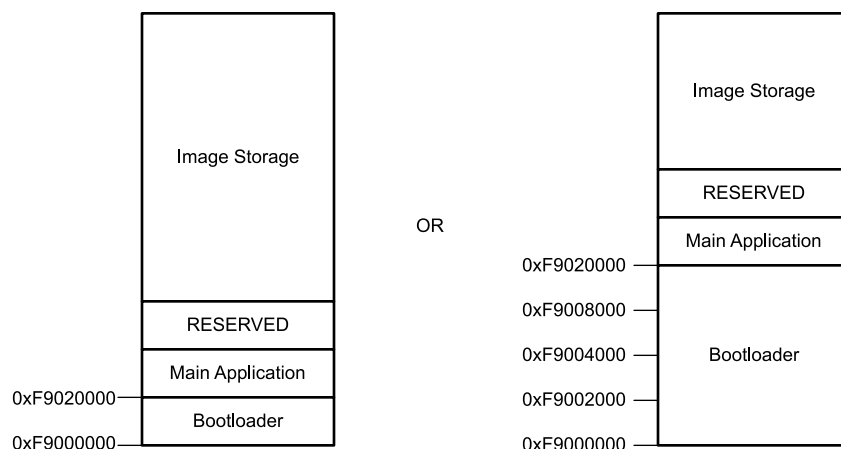 Image Storage
RESERVED
Main Application
0xF9020000
Bootloader
0xF9000000
OR
Image Storage
RESERVED
Main Application
0xF9020000
0xF9008000
0xF9004000
Bootloader
0xF9002000
0xF9000000